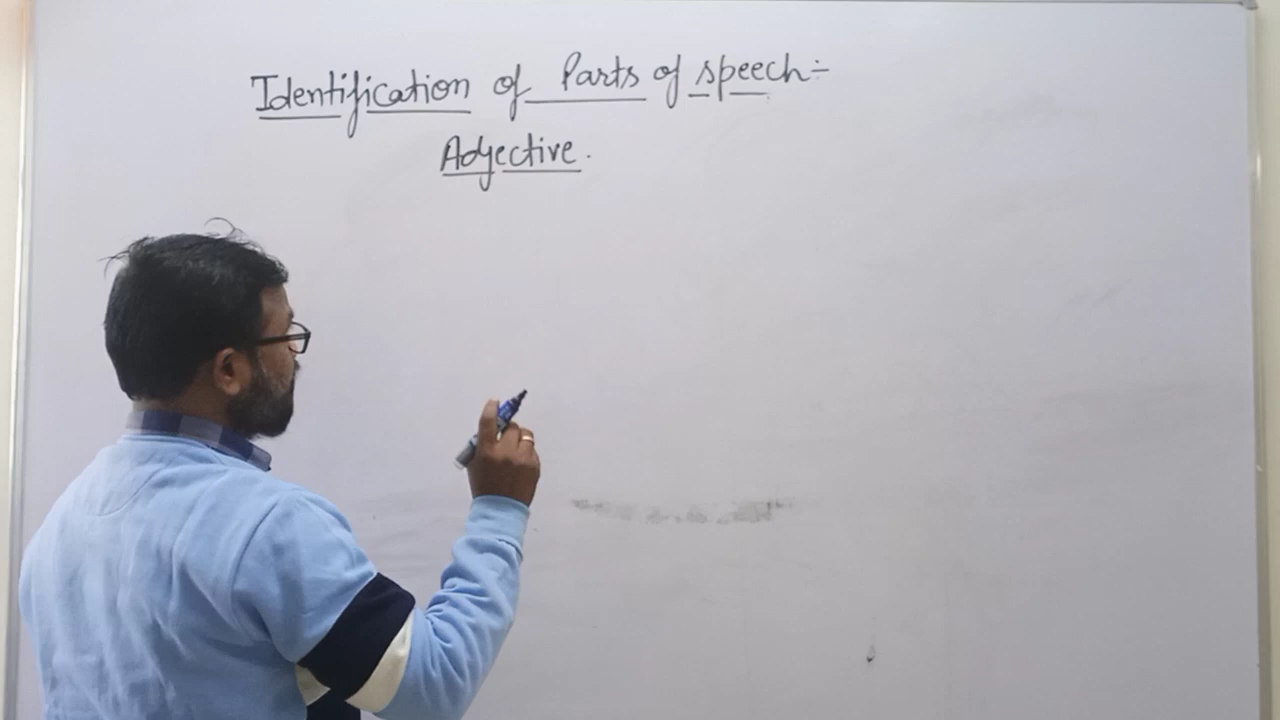 Identification of Parts of speech:-
Adjective.